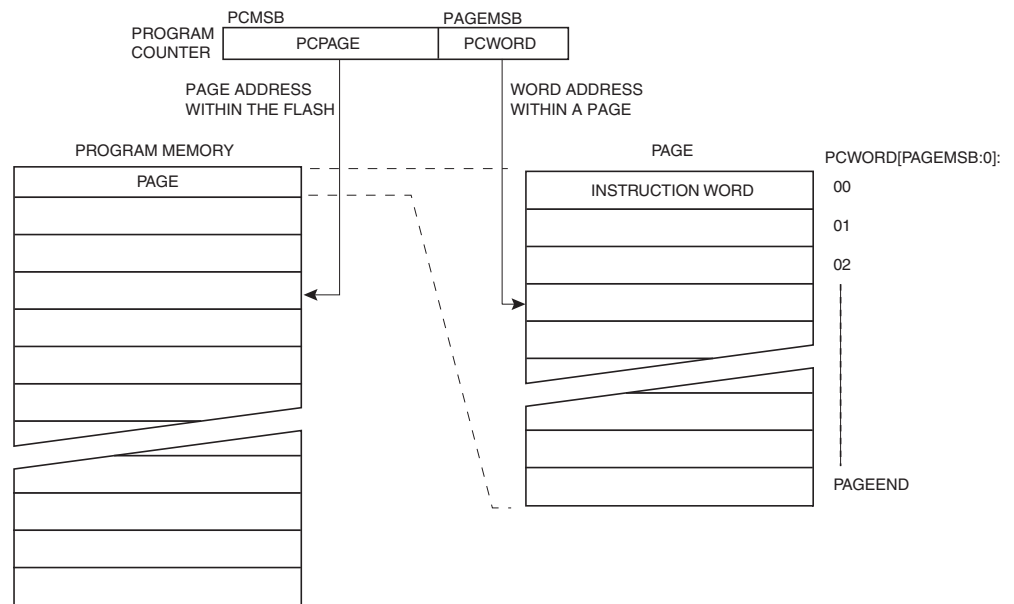 PCMSB
PAGEMSB
PROGRAM
COUNTER
PCPAGE
PCWORD
PAGE ADDRESS
WITHIN THE FLASH
WORD ADDRESS
WITHIN A PAGE
PROGRAM MEMORY
PAGE
PAGE
PCWORD[PAGEMSB:0]:
INSTRUCTION WORD
00
01
02
PAGEEND